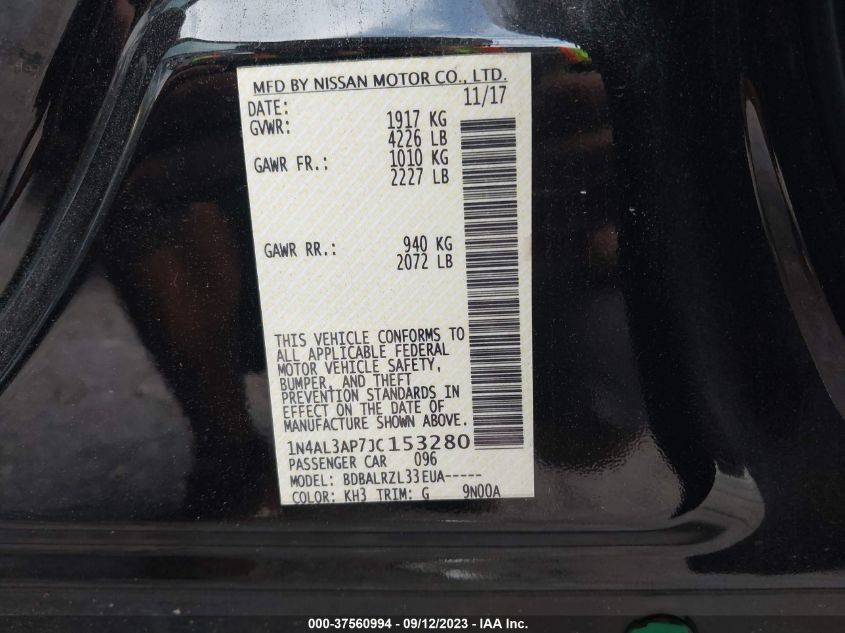 MFD BY NISSAN MOTOR CO., LTD.
DATE: 11/17
GVWR: 1917 KG
4226 LB
GAWR FR.: 1010 KG
2227 LB
GAWR RR.: 940 KG
2072 LB
THIS VEHICLE CONFORMS TO
ALL APPLICABLE FEDERAL
MOTOR VEHICLE SAFETY,
BUMPER, AND THEFT
PREVENTION STANDARDS IN
EFFECT ON THE DATE OF
MANUFACTURE SHOWN ABOVE.
1N4AL3AP7JC153280
PASSENGER CAR 096
MODEL: BDBALRZL33EUA-----
COLOR: KH3 TRIM: G 9N00A
000-37560994 - 09/12/2023 - IAA Inc.